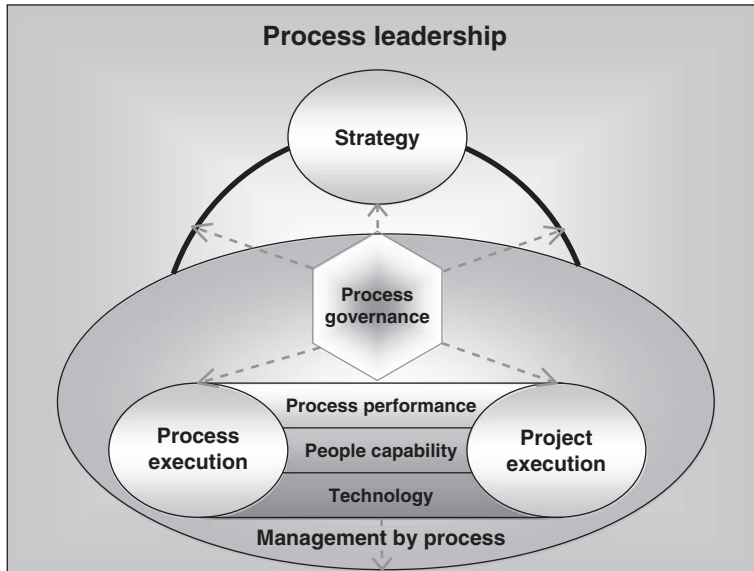 Process leadership
Strategy
Process
governance
Process performance
Process
execution
People capability
Project
execution
Technology
Management by process